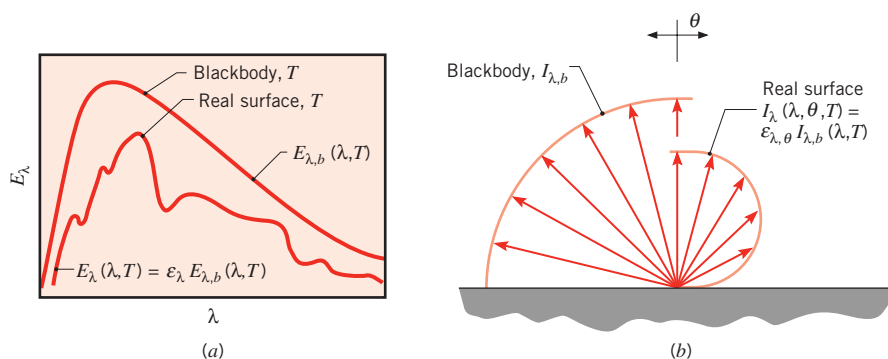 Blackbody, T
Real surface, T
E_λ,b (λ,T)
E_λ
E_λ (λ,T) = ε_λ E_λ,b (λ,T)
λ
(a)
θ
Blackbody, I_λ,b
Real surface
I_λ (λ, θ, T) =
ε_λ, θ I_λ,b (λ,T)
(b)